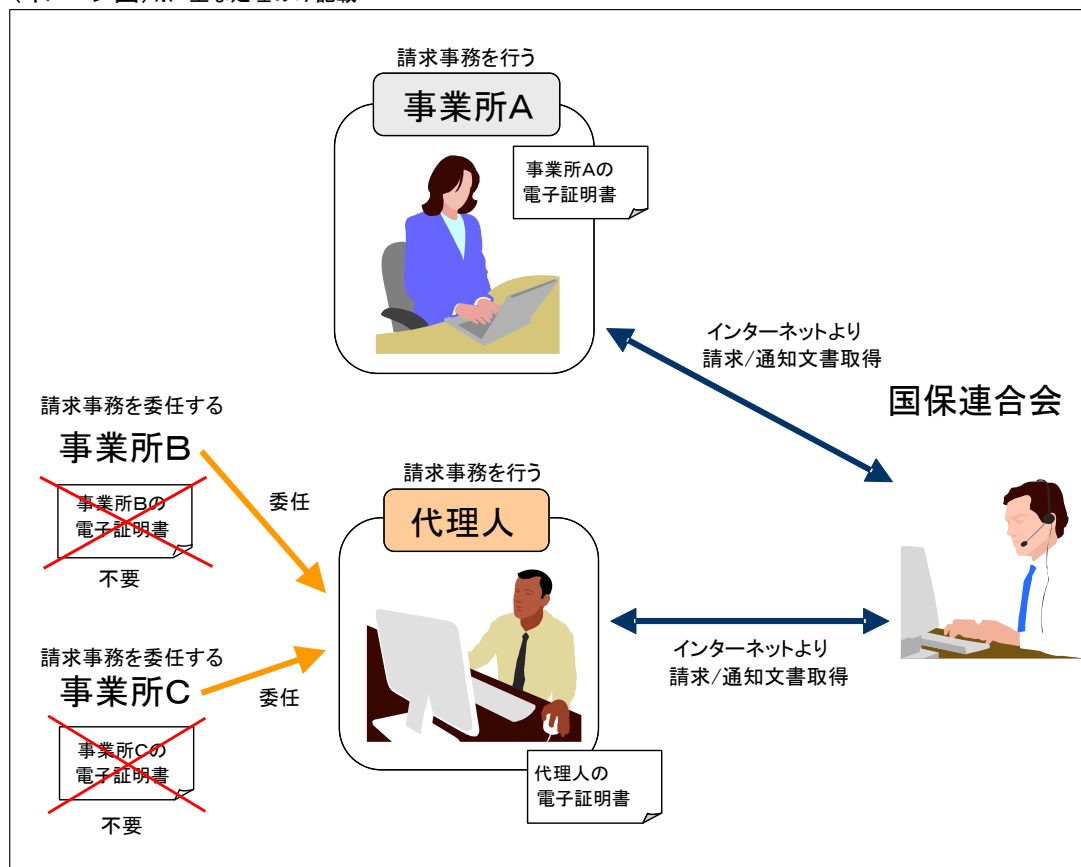 請求事務を行う
事業所A
事業所Aの
電子証明書
インターネットより
請求/通知文書取得
国保連合会
請求事務を委任する
事業所B
事業所Bの
電子証明書
不要
委任
請求事務を行う
代理人
請求事務を委任する
事業所C
委任
事業所Cの
電子証明書
不要
インターネットより
請求/通知文書取得
代理人の
電子証明書